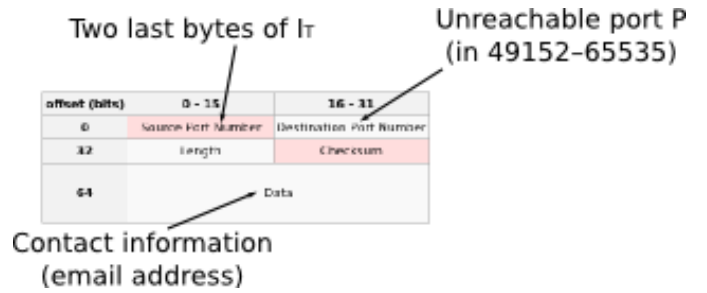 Two last bytes of IT
Unreachable port P
(in 49152–65535)
offset (bits) 0 - 15 16 - 31
0 Source Port Number Destination Port Number
32 Length Checksum
64 Data
Contact information
(email address)